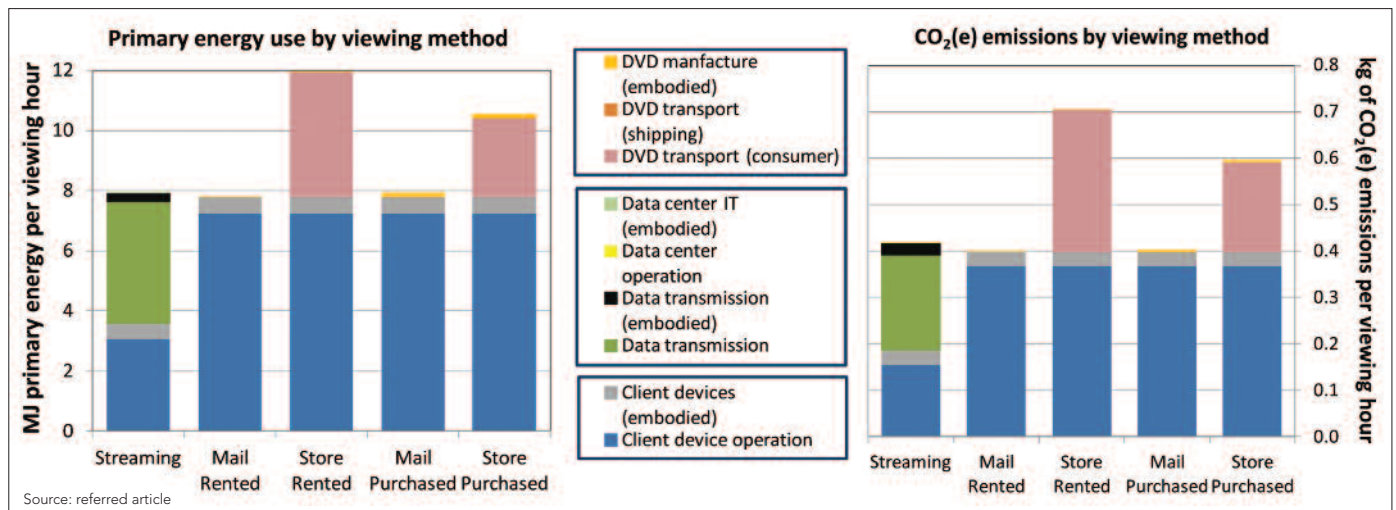 Primary energy use by viewing method
MJ primary energy per viewing hour
12
10
8
6
4
2
0
Streaming
Mail
Rented
Store
Rented
Mail
Purchased
Store
Purchased
Source: referred article
DVD manfacture
(embodied)
DVD transport
(shipping)
DVD transport (consumer)
Data center IT
(embodied)
Data center
operation
Data transmission
(embodied)
Data transmission
Client devices
(embodied)
Client device operation
CO₂(e) emissions by viewing method
kg of CO₂(e) emissions per viewing hour
0.8
0.7
0.6
0.5
0.4
0.3
0.2
0.1
0.0
Streaming
Mail
Rented
Store
Rented
Mail
Purchased
Store
Purchased